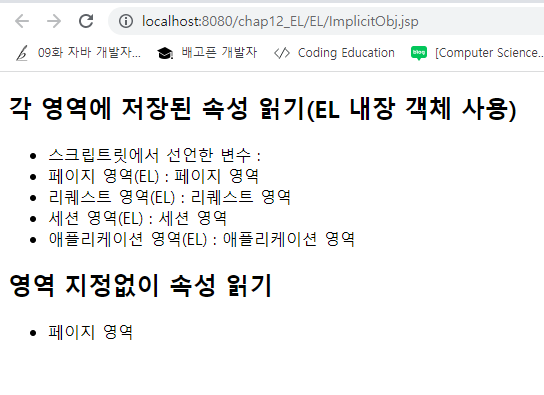 localhost:8080/chap12_EL/EL/ImplicitObj.jsp
09화 자바 개발자... 배고픈 개발자 Coding Education blog [Computer Science...
각 영역에 저장된 속성 읽기(EL 내장 객체 사용)
• 스크립트릿에서 선언한 변수 :
• 페이지 영역(EL) : 페이지 영역
• 리퀘스트 영역(EL) : 리퀘스트 영역
• 세션 영역(EL) : 세션 영역
• 애플리케이션 영역(EL) : 애플리케이션 영역
영역 지정없이 속성 읽기
• 페이지 영역